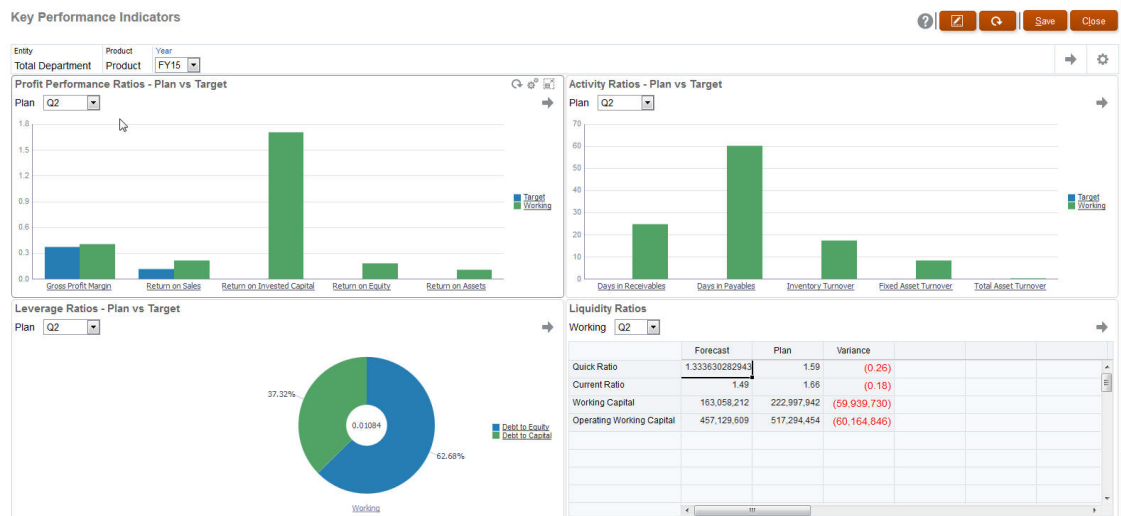 Key Performance Indicators
? Save Close
Entity Product Year
Total Department Product FY15
Profit Performance Ratios - Plan vs Target
Plan Q2
1.8
1.5
1.2
0.9
0.6
0.3
0.0
Gross Profit Margin Return on Sales Return on Invested Capital Return on Equity Return on Assets
Target
Working
Activity Ratios - Plan vs Target
Plan Q2
70
60
50
40
30
20
10
0
Days in Receivables Days in Payables Inventory Turnover Fixed Asset Turnover Total Asset Turnover
Target
Working
Leverage Ratios - Plan vs Target
Plan Q2
37.32%
0.01084
62.68%
Debt to Equity
Debt to Capital
Working
Liquidity Ratios
Working Q2
Forecast Plan Variance
Quick Ratio 1.333630282943 1.59 (0.26)
Current Ratio 1.49 1.66 (0.18)
Working Capital 163,058,212 222,997,942 (59,939,730)
Operating Working Capital 457,129,609 517,294,454 (60,164,846)